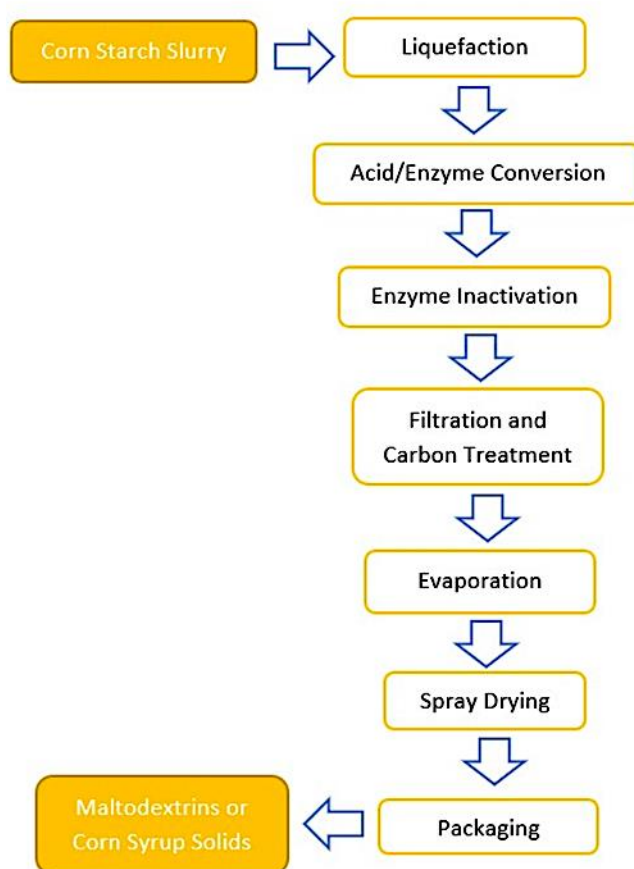 Corn Starch Slurry
Liquefaction
Acid/Enzyme Conversion
Enzyme Inactivation
Filtration and
Carbon Treatment
Evaporation
Spray Drying
Packaging
Maltodextrins or
Corn Syrup Solids